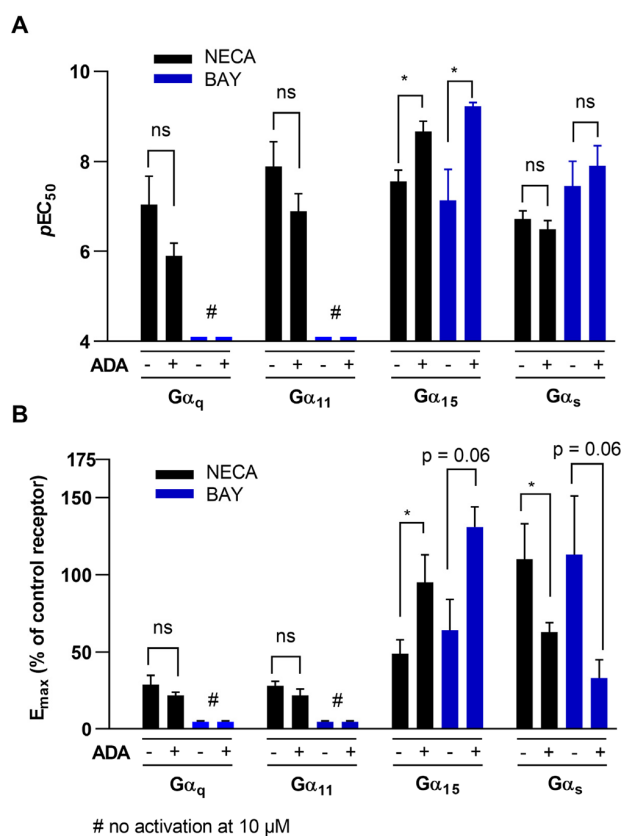 A
NECA
BAY
pEC50
10
8
6
4
ns
ns
*
*
ns
ns
#
#
ADA - + - + - + - + - + - + - + - +
Gαq Gα11 Gα15 Gαs
B
NECA
BAY
Emax (% of control receptor)
175
150
100
50
0
ns
ns
*
p = 0.06
*
p = 0.06
#
#
ADA - + - + - + - + - + - + - + - +
Gαq Gα11 Gα15 Gαs
# no activation at 10 µM